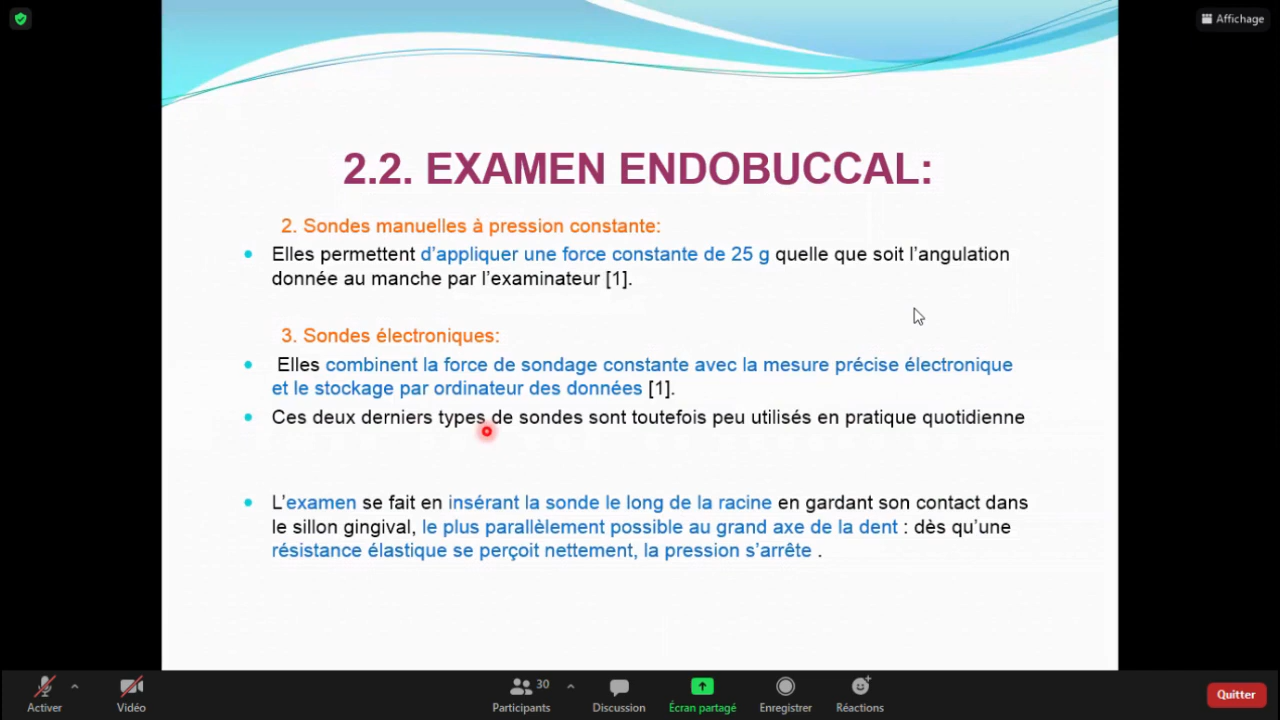 Affichage
2.2. EXAMEN ENDOBUCCAL:
2. Sondes manuelles à pression constante:
Elles permettent d’appliquer une force constante de 25 g quelle que soit l’angulation
donnée au manche par l’examinateur [1].
3. Sondes électroniques:
Elles combinent la force de sondage constante avec la mesure précise électronique
et le stockage par ordinateur des données [1].
Ces deux derniers types de sondes sont toutefois peu utilisés en pratique quotidienne
L’examen se fait en insérant la sonde le long de la racine en gardant son contact dans
le sillon gingival, le plus parallèlement possible au grand axe de la dent : dès qu’une
résistance élastique se perçoit nettement, la pression s’arrête .
Activer
Vidéo
30
Participants
Discussion
Écran partagé
Enregistrer
Réactions
Quitter